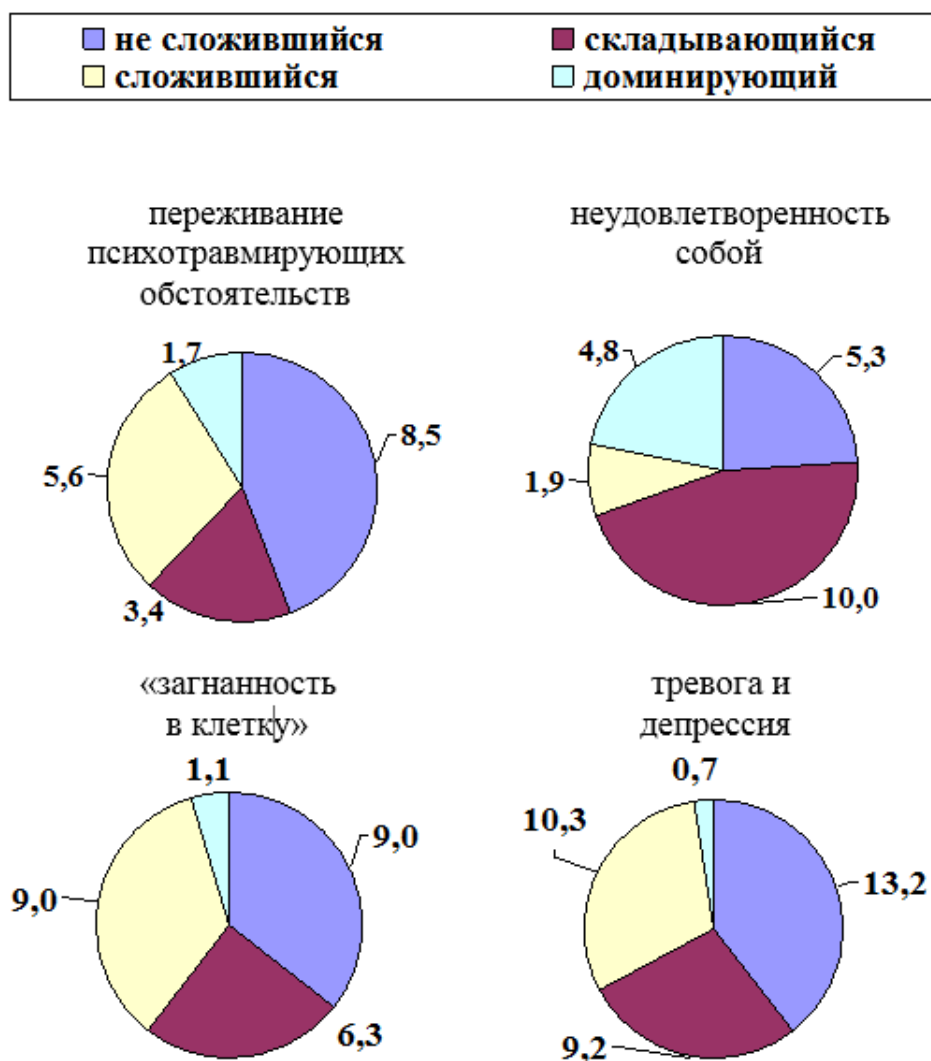 не сложившийся
складывающийся
сложившийся
доминирующий
переживание
психотравмирующих
обстоятельств
1,7
8,5
5,6
3,4
неудовлетворенность
собой
4,8
5,3
1,9
10,0
«загнанность
в клетку»
1,1
9,0
9,0
6,3
тревога и
депрессия
0,7
10,3
13,2
9,2